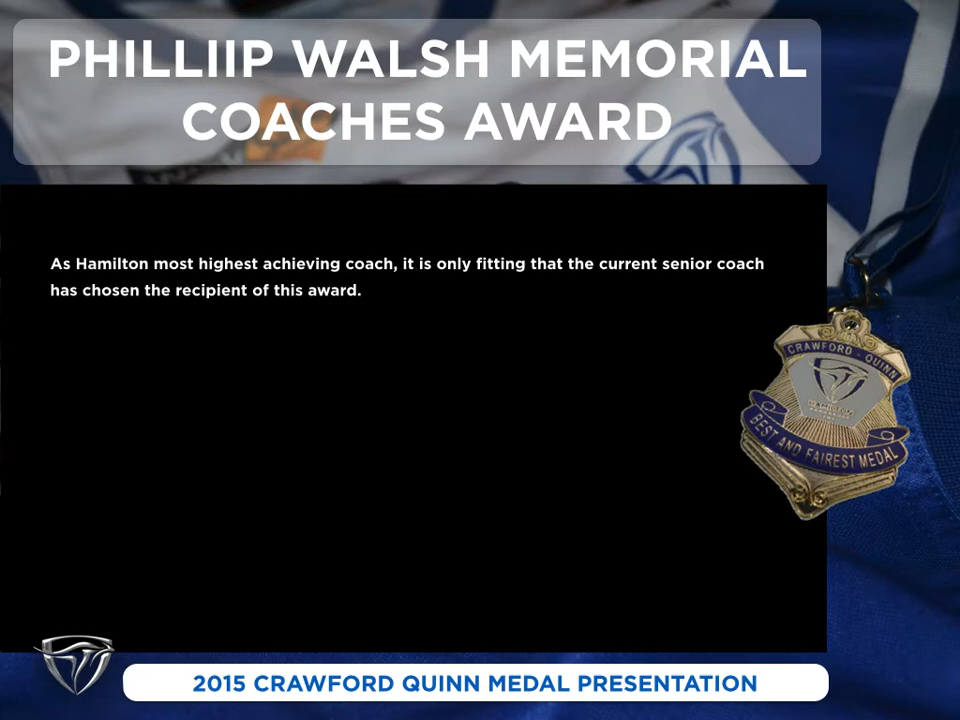 PHILLIIP WALSH MEMORIAL
COACHES AWARD
As Hamilton most highest achieving coach, it is only fitting that the current senior coach
has chosen the recipient of this award.
CRAWFORD - QUINN
BEST AND FAIREST MEDAL
2015 CRAWFORD QUINN MEDAL PRESENTATION